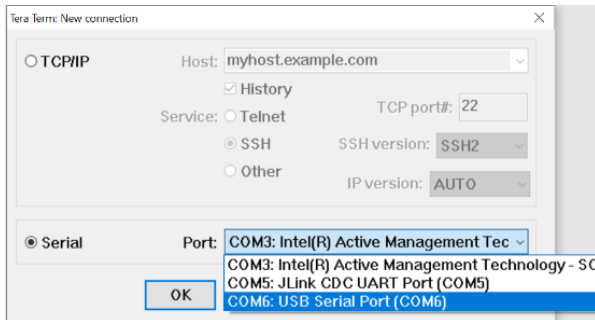 Tera Term: New connection
TCP/IP Host: myhost.example.com
History
Service: Telnet TCP port#: 22
SSH SSH version: SSH2
Other IP version: AUTO
Serial Port: COM3: Intel(R) Active Management Tec
COM3: Intel(R) Active Management Technology - SO
COM5: JLink CDC UART Port (COM5)
OK COM6: USB Serial Port (COM6)